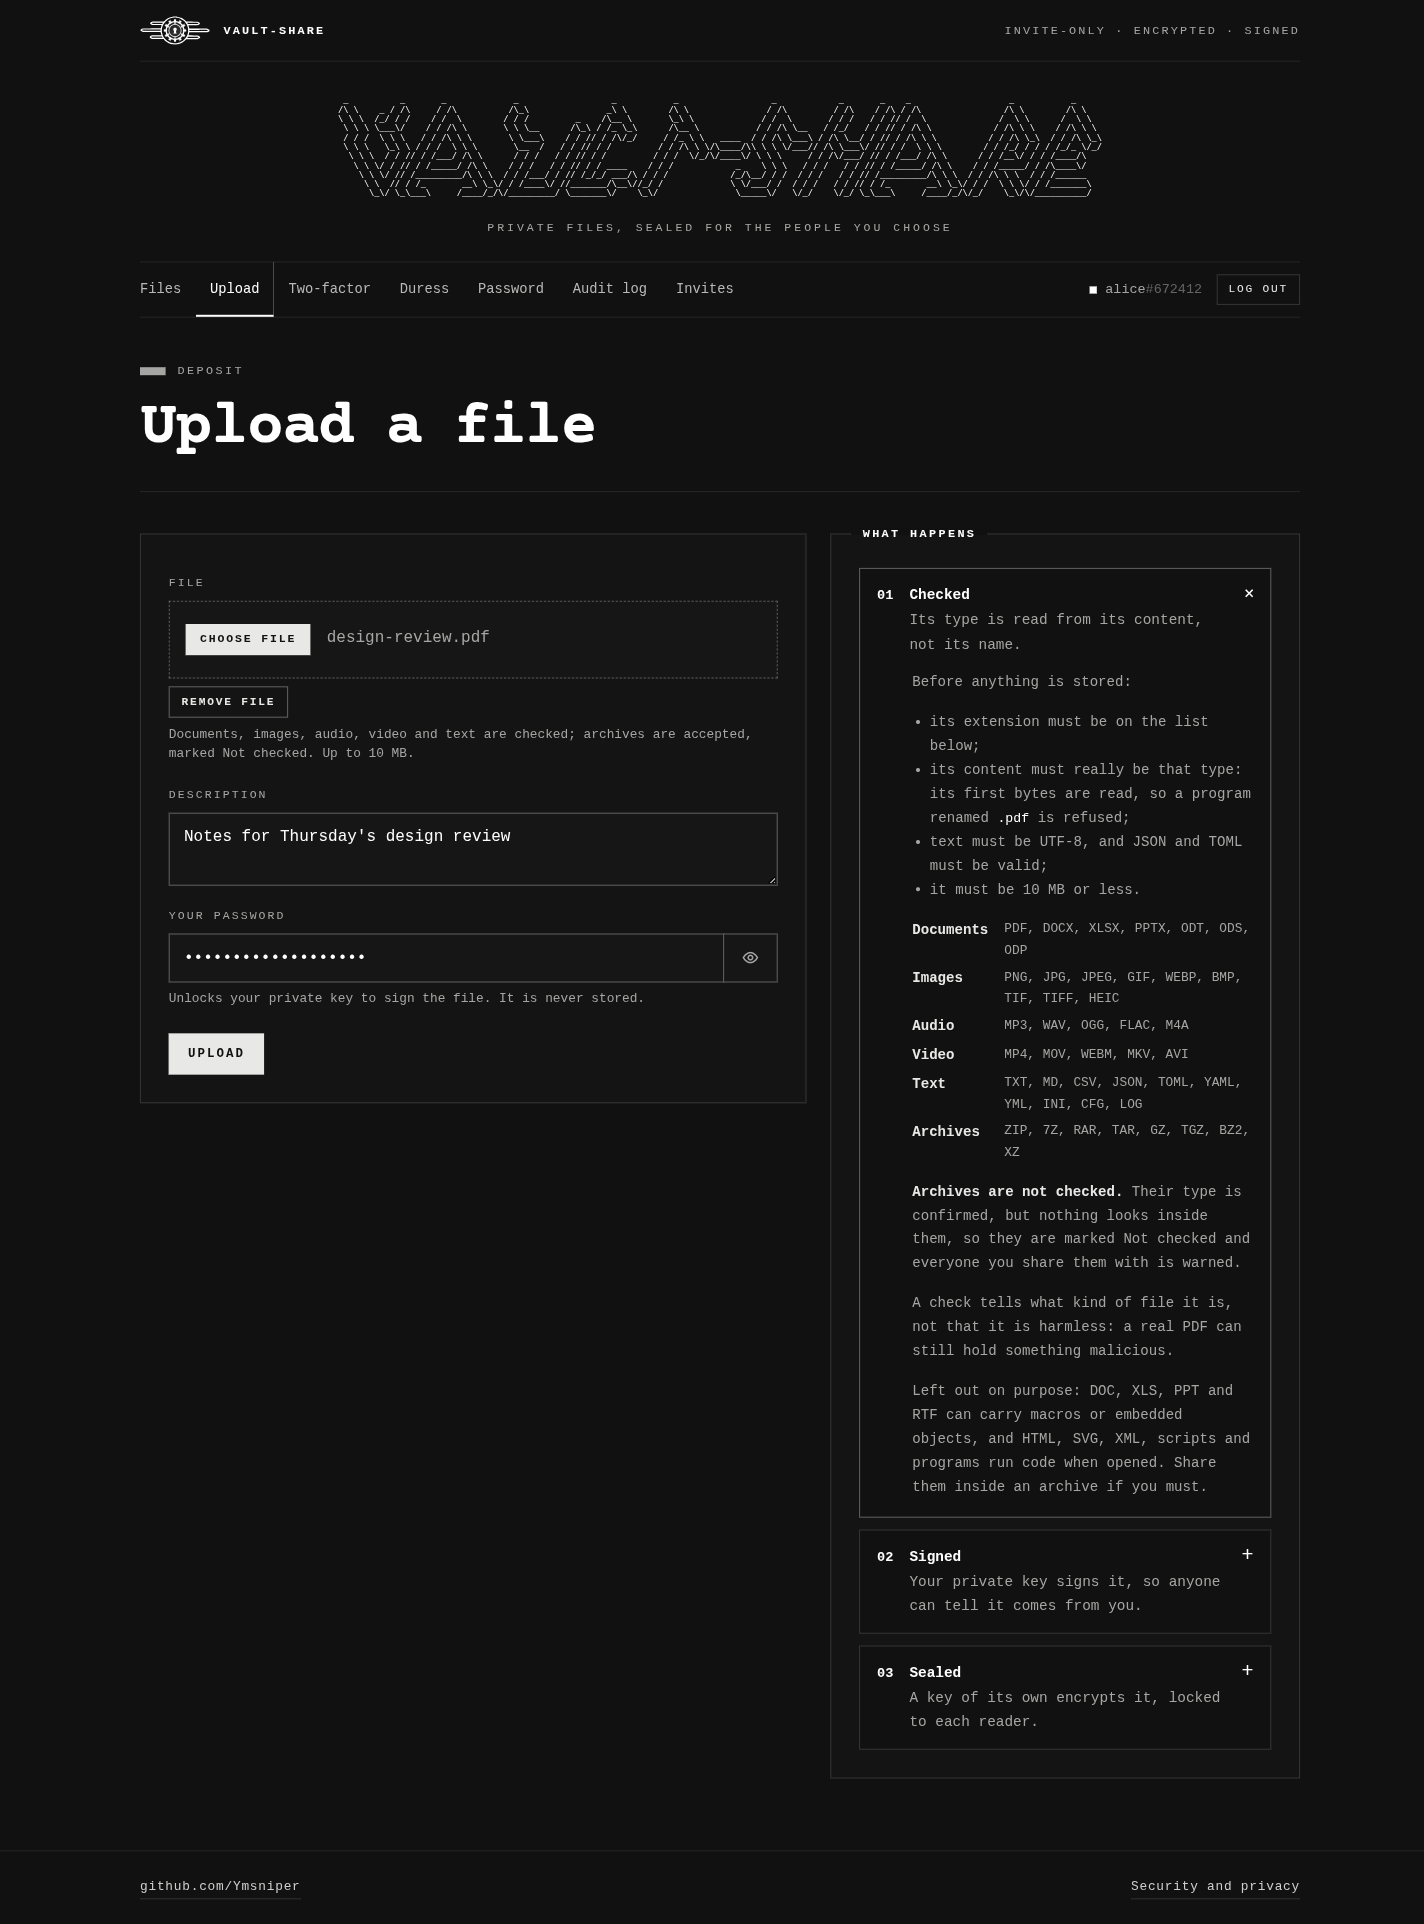 VAULT-SHARE
INVITE-ONLY · ENCRYPTED · SIGNED
VAULT-SHARE
PRIVATE FILES, SEALED FOR THE PEOPLE YOU CHOOSE
Files Upload Two-factor Duress Password Audit log Invites
alice#672412 LOG OUT
DEPOSIT
Upload a file
FILE
CHOOSE FILE design-review.pdf
REMOVE FILE
Documents, images, audio, video and text are checked; archives are accepted,
marked Not checked. Up to 10 MB.
DESCRIPTION
Notes for Thursday's design review
YOUR PASSWORD
•••••••••••••••••••
Unlocks your private key to sign the file. It is never stored.
UPLOAD
WHAT HAPPENS
01 Checked ×
Its type is read from its content,
not its name.
Before anything is stored:
• its extension must be on the list
below;
• its content must really be that type:
its first bytes are read, so a program
renamed .pdf is refused;
• text must be UTF-8, and JSON and TOML
must be valid;
• it must be 10 MB or less.
Documents PDF, DOCX, XLSX, PPTX, ODT, ODS,
ODP
Images PNG, JPG, JPEG, GIF, WEBP, BMP,
TIF, TIFF, HEIC
Audio MP3, WAV, OGG, FLAC, M4A
Video MP4, MOV, WEBM, MKV, AVI
Text TXT, MD, CSV, JSON, TOML, YAML,
YML, INI, CFG, LOG
Archives ZIP, 7Z, RAR, TAR, GZ, TGZ, BZ2,
XZ
Archives are not checked. Their type is
confirmed, but nothing looks inside
them, so they are marked Not checked and
everyone you share them with is warned.
A check tells what kind of file it is,
not that it is harmless: a real PDF can
still hold something malicious.
Left out on purpose: DOC, XLS, PPT and
RTF can carry macros or embedded
objects, and HTML, SVG, XML, scripts and
programs run code when opened. Share
them inside an archive if you must.
02 Signed +
Your private key signs it, so anyone
can tell it comes from you.
03 Sealed +
A key of its own encrypts it, locked
to each reader.
github.com/Ymsniper
Security and privacy